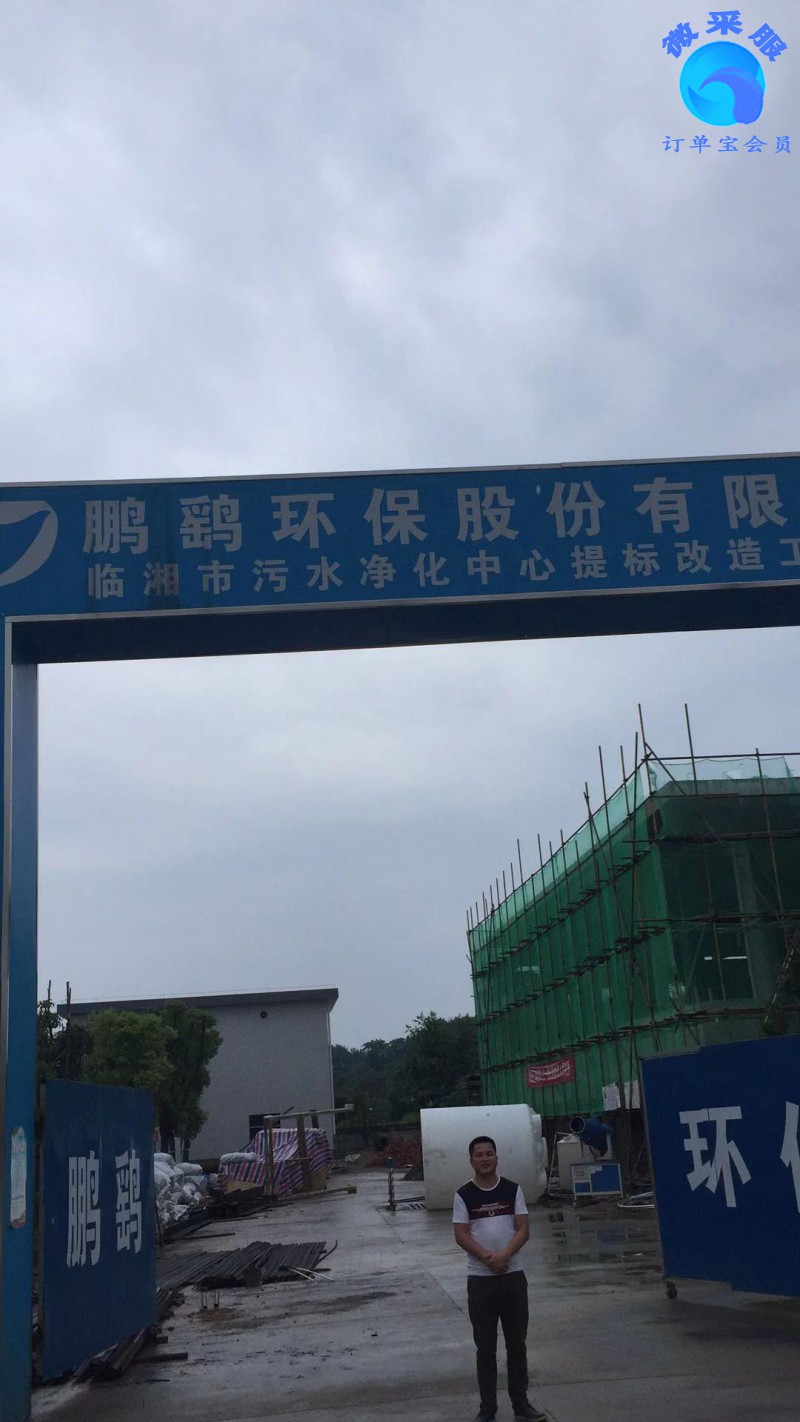 微采服
订单宝会员
鹏鹞环保股份有限
临湘市污水净化中心提标改造工
鹏鹞
环